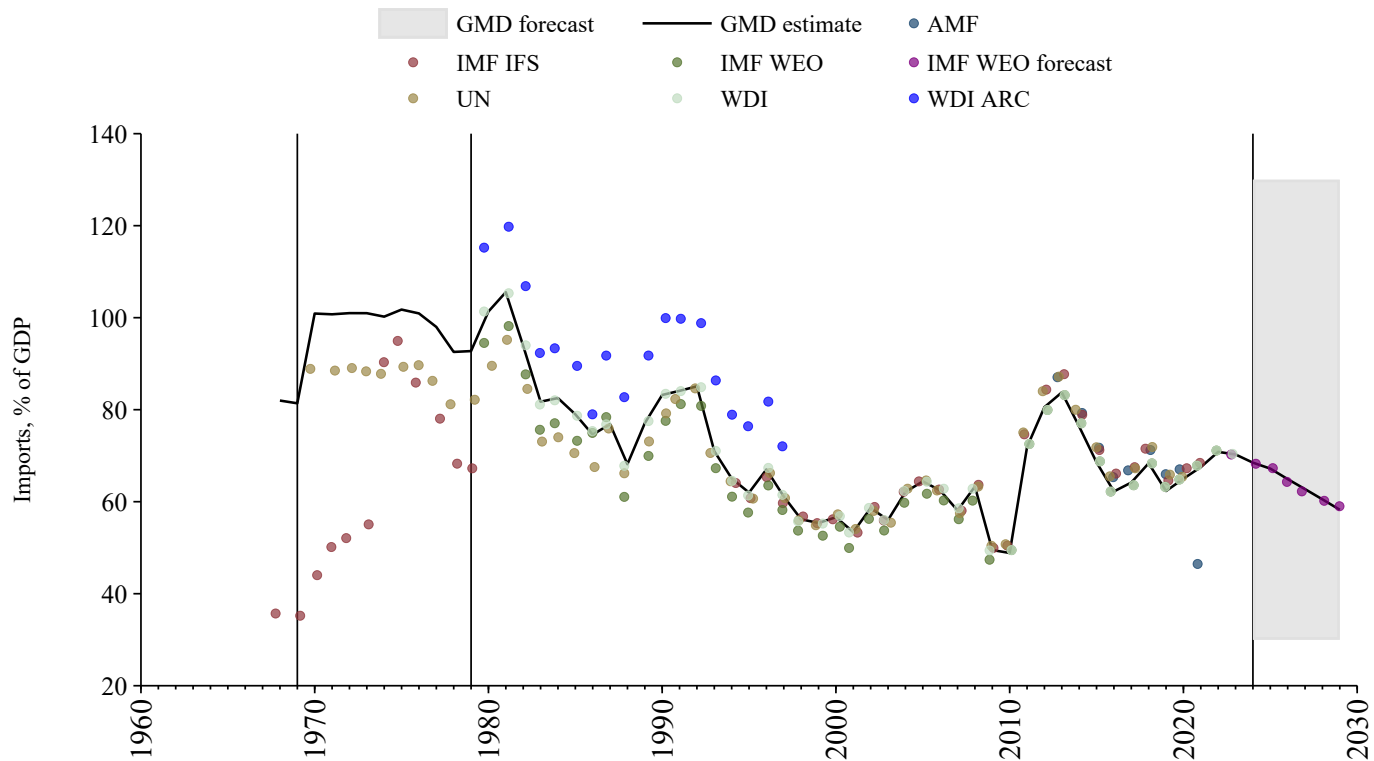 GMD forecast GMD estimate AMF
IMF IFS IMF WEO IMF WEO forecast
UN WDI WDI ARC
Imports, % of GDP
140
120
100
80
60
40
20
1960 1970 1980 1990 2000 2010 2020 2030